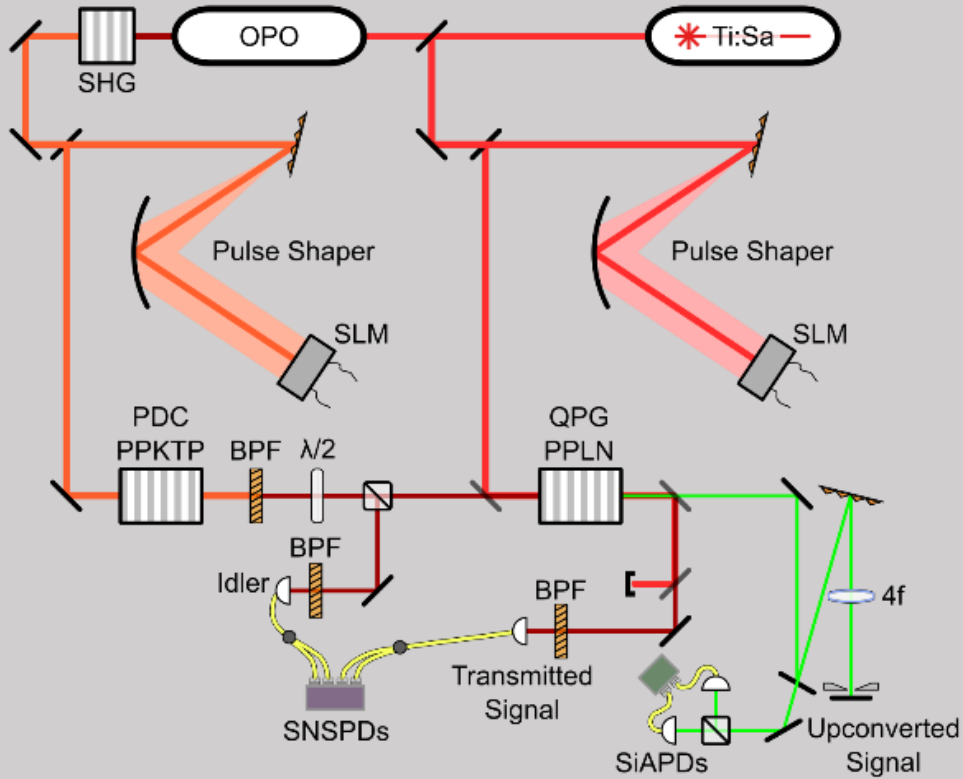 OPO
Ti:Sa
SHG
Pulse Shaper
Pulse Shaper
SLM
SLM
PDC
PPKTP
BPF
λ/2
QPG
PPLN
BPF
Idler
BPF
4f
Transmitted
Signal
SNSPDs
SiAPDs
Upconverted
Signal